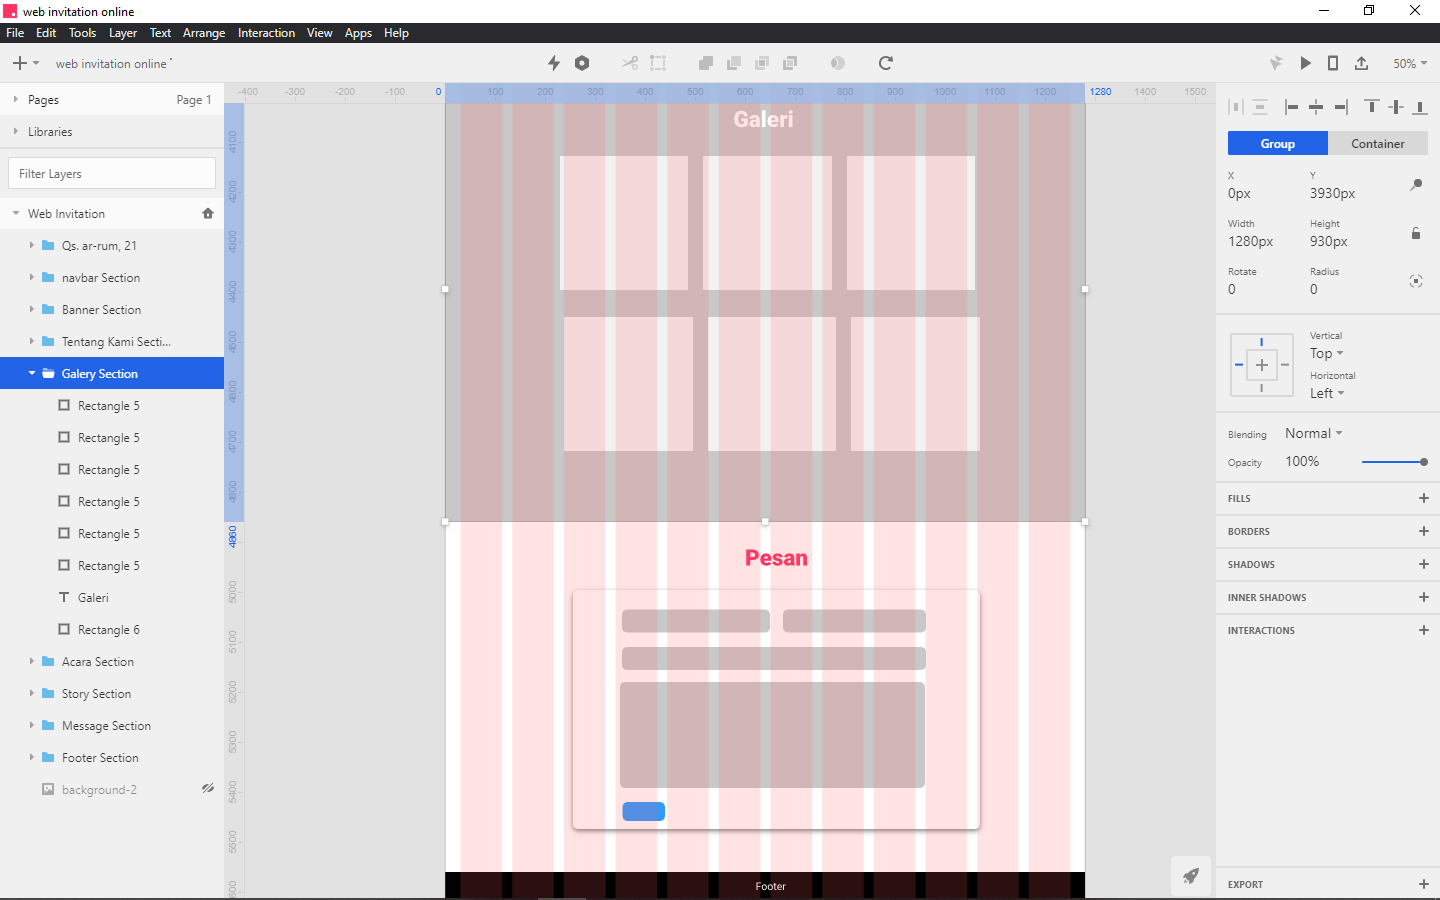 web invitation online
File Edit Tools Layer Text Arrange Interaction View Apps Help
web invitation online
50%
Pages Page 1
Libraries
Filter Layers
Web Invitation
Qs. ar-rum, 21
navbar Section
Banner Section
Tentang Kami Secti...
Galery Section
Rectangle 5
Rectangle 5
Rectangle 5
Rectangle 5
Rectangle 5
Rectangle 5
Galeri
Rectangle 6
Acara Section
Story Section
Message Section
Footer Section
background-2
-400 -300 -200 -100 0 100 200 300 400 500 600 700 800 900 1000 1100 1200 1280 1400 1500
4100
4200
4300
4400
4500
4600
4700
4800
4860
5000
5100
5200
5300
5400
5500
Galeri
Pesan
Footer
Group Container
X Y
0px 3930px
Width Height
1280px 930px
Rotate Radius
0 0
Vertical
Top
Horizontal
Left
Blending Normal
Opacity 100%
FILLS
BORDERS
SHADOWS
INNER SHADOWS
INTERACTIONS
EXPORT